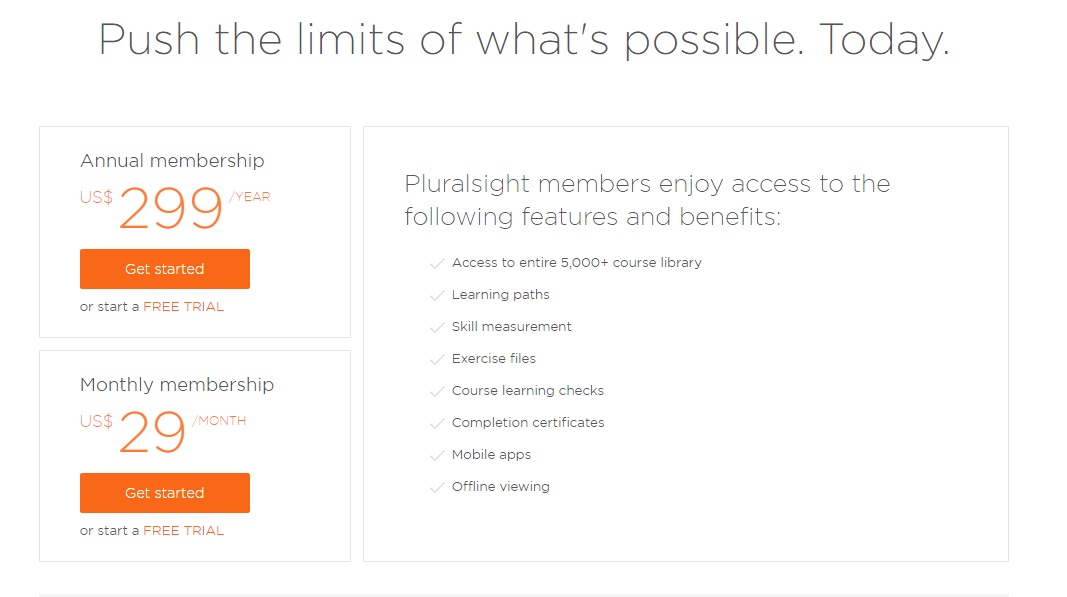 Push the limits of what's possible. Today.
Annual membership
US$ 299 /YEAR
Get started
or start a FREE TRIAL
Monthly membership
US$ 29 /MONTH
Get started
or start a FREE TRIAL
Pluralsight members enjoy access to the
following features and benefits:
Access to entire 5,000+ course library
Learning paths
Skill measurement
Exercise files
Course learning checks
Completion certificates
Mobile apps
Offline viewing